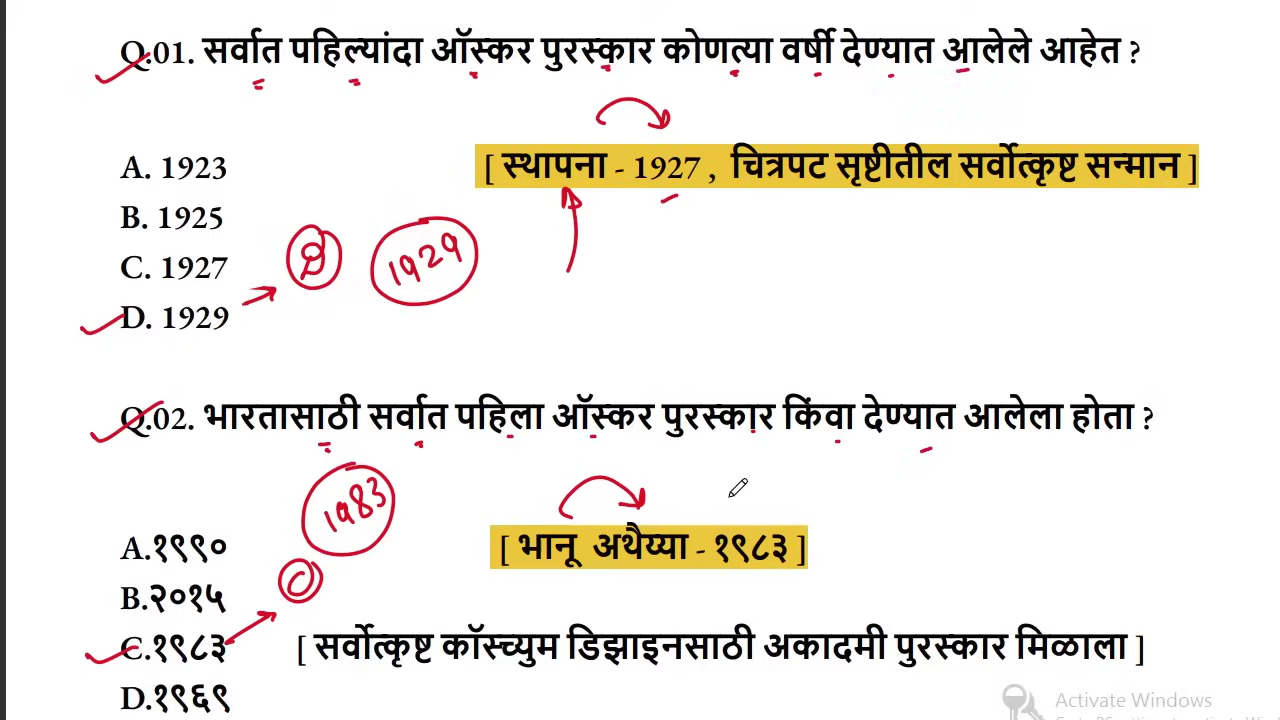 Q.01. सर्वात पहिल्यांदा ऑस्कर पुरस्कार कोणत्या वर्षी देण्यात आलेले आहेत ?
A. 1923
[ स्थापना - 1927 , चित्रपट सृष्टीतील सर्वोत्कृष्ट सन्मान ]
B. 1925
C. 1927
D
1929
D. 1929
Q.02. भारतासाठी सर्वात पहिला ऑस्कर पुरस्कार किंवा देण्यात आलेला होता ?
1983
A.१९९०
[ भानू अथैय्या - १९८३ ]
C
B.२०१५
C.१९८३
[ सर्वोत्कृष्ट कॉस्च्युम डिझाइनसाठी अकादमी पुरस्कार मिळाला ]
D.१९६९
Activate Windows